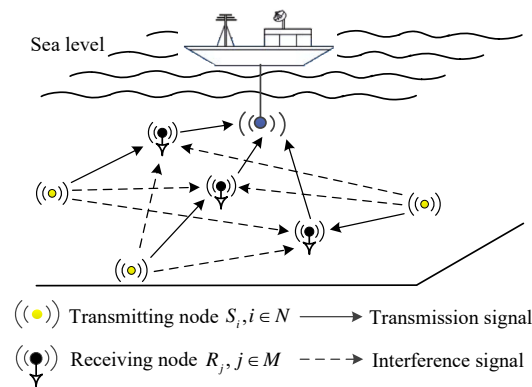 Sea level
Transmitting node S_i, i ∈ N
Transmission signal
Receiving node R_j, j ∈ M
Interference signal